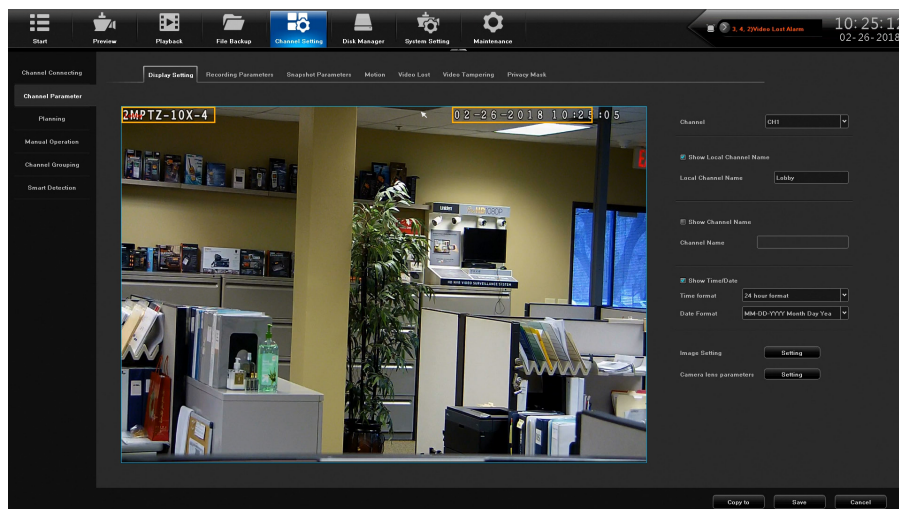 Start
Preview
Playback
File Backup
Channel Setting
Disk Manager
System Setting
Maintenance
3, 4, 2)Video Lost Alarm
10:25:12
02-26-2018
Channel Connecting
Channel Parameter
Planning
Manual Operation
Channel Grouping
Smart Detection
Display Setting
Recording Parameters
Snapshot Parameters
Motion
Video Lost
Video Tampering
Privacy Mask
2MPTZ-10X-4
02-26-2018 10:25:05
1080P
Channel
CH1
Show Local Channel Name
Local Channel Name
Lobby
Show Channel Name
Channel Name
Show Time/Date
Time format
24 hour format
Date Format
MM-DD-YYYY Month Day Yea
Image Setting
Setting
Camera lens parameters
Setting
Copy to
Save
Cancel